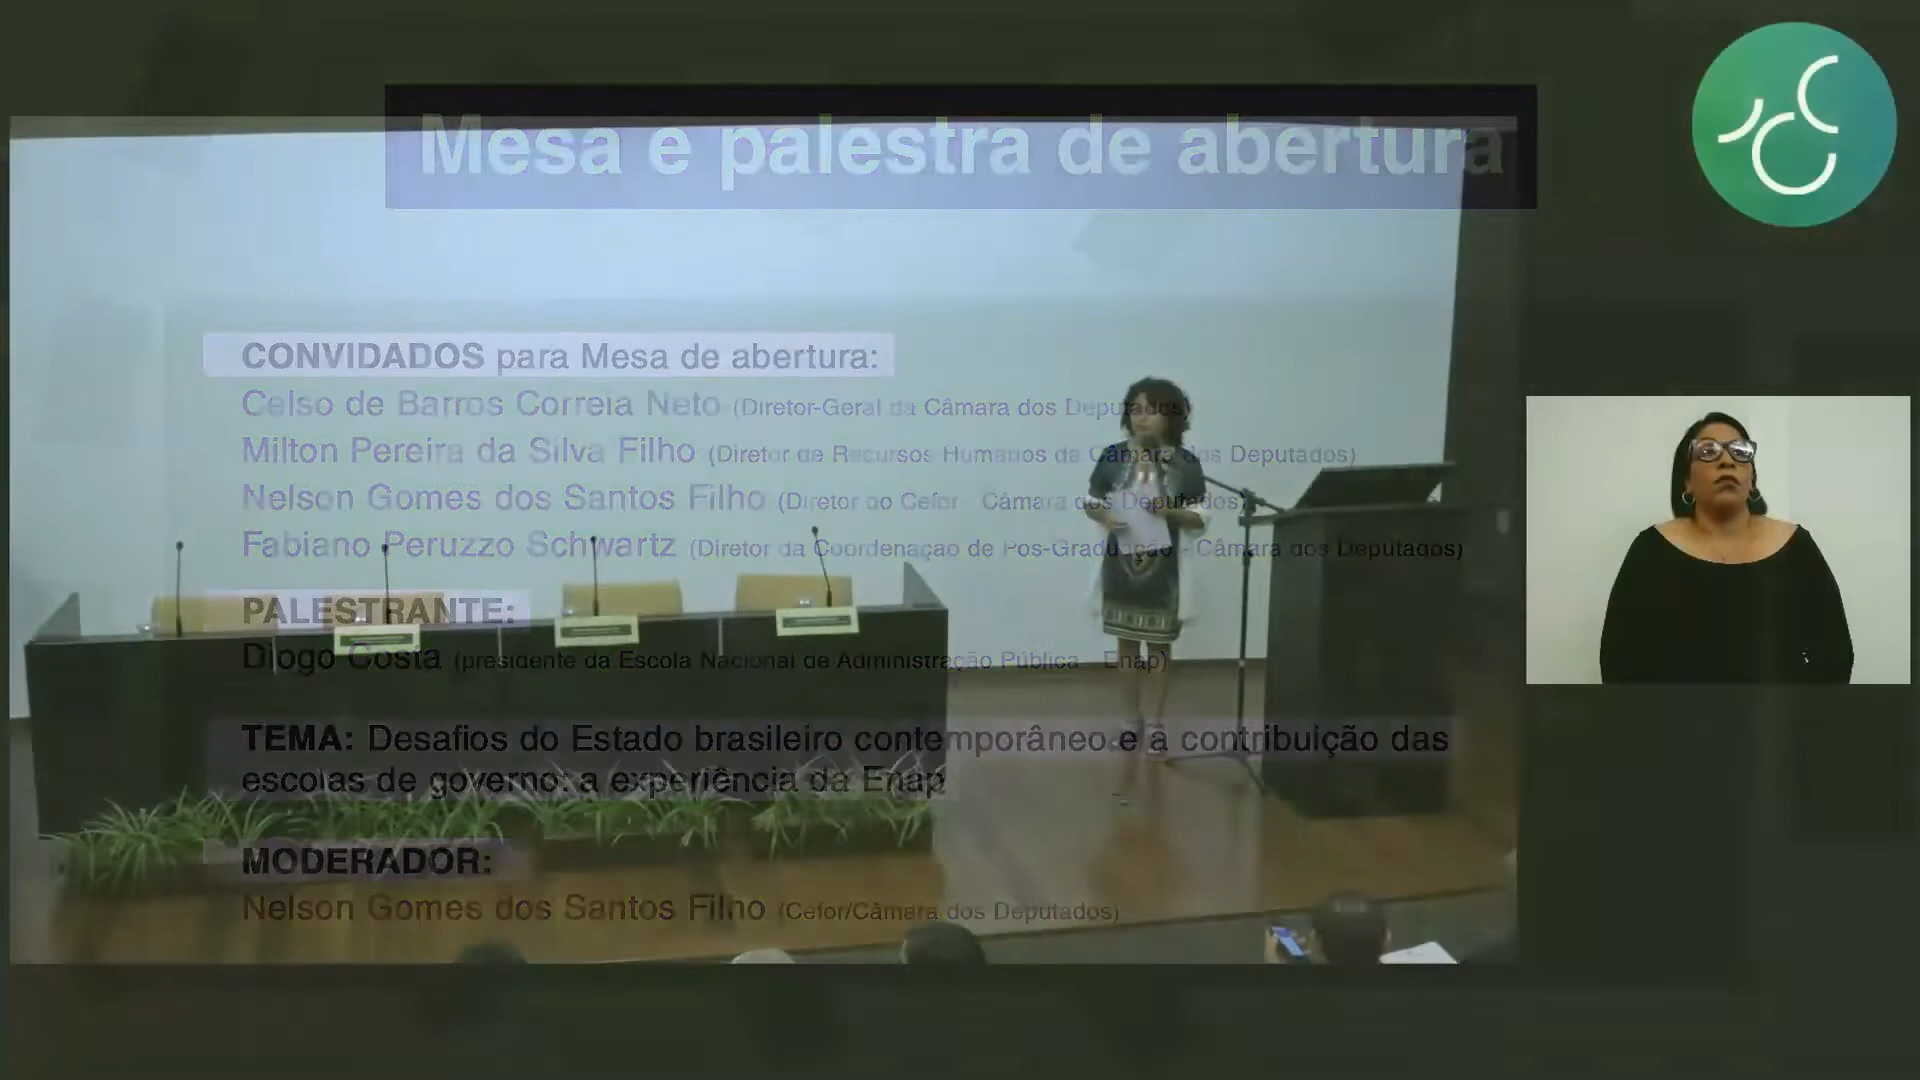 Mesa e palestra de abertura
CONVIDADOS para Mesa de abertura:
Celso de Barros Correia Neto (Diretor-Geral da Câmara dos Deputados)
Milton Pereira da Silva Filho (Diretor de Recursos Humanos da Câmara dos Deputados)
Nelson Gomes dos Santos Filho (Diretor do Cefor - Câmara dos Deputados)
Fabiano Peruzzo Schwartz (Diretor da Coordenação de Pós-Graduação - Câmara dos Deputados)
PALESTRANTE:
Diogo Costa (presidente da Escola Nacional de Administração Pública - Enap)
TEMA: Desafios do Estado brasileiro contemporâneo e a contribuição das
escolas de governo: a experiência da Enap
MODERADOR:
Nelson Gomes dos Santos Filho (Cefor/Câmara dos Deputados)